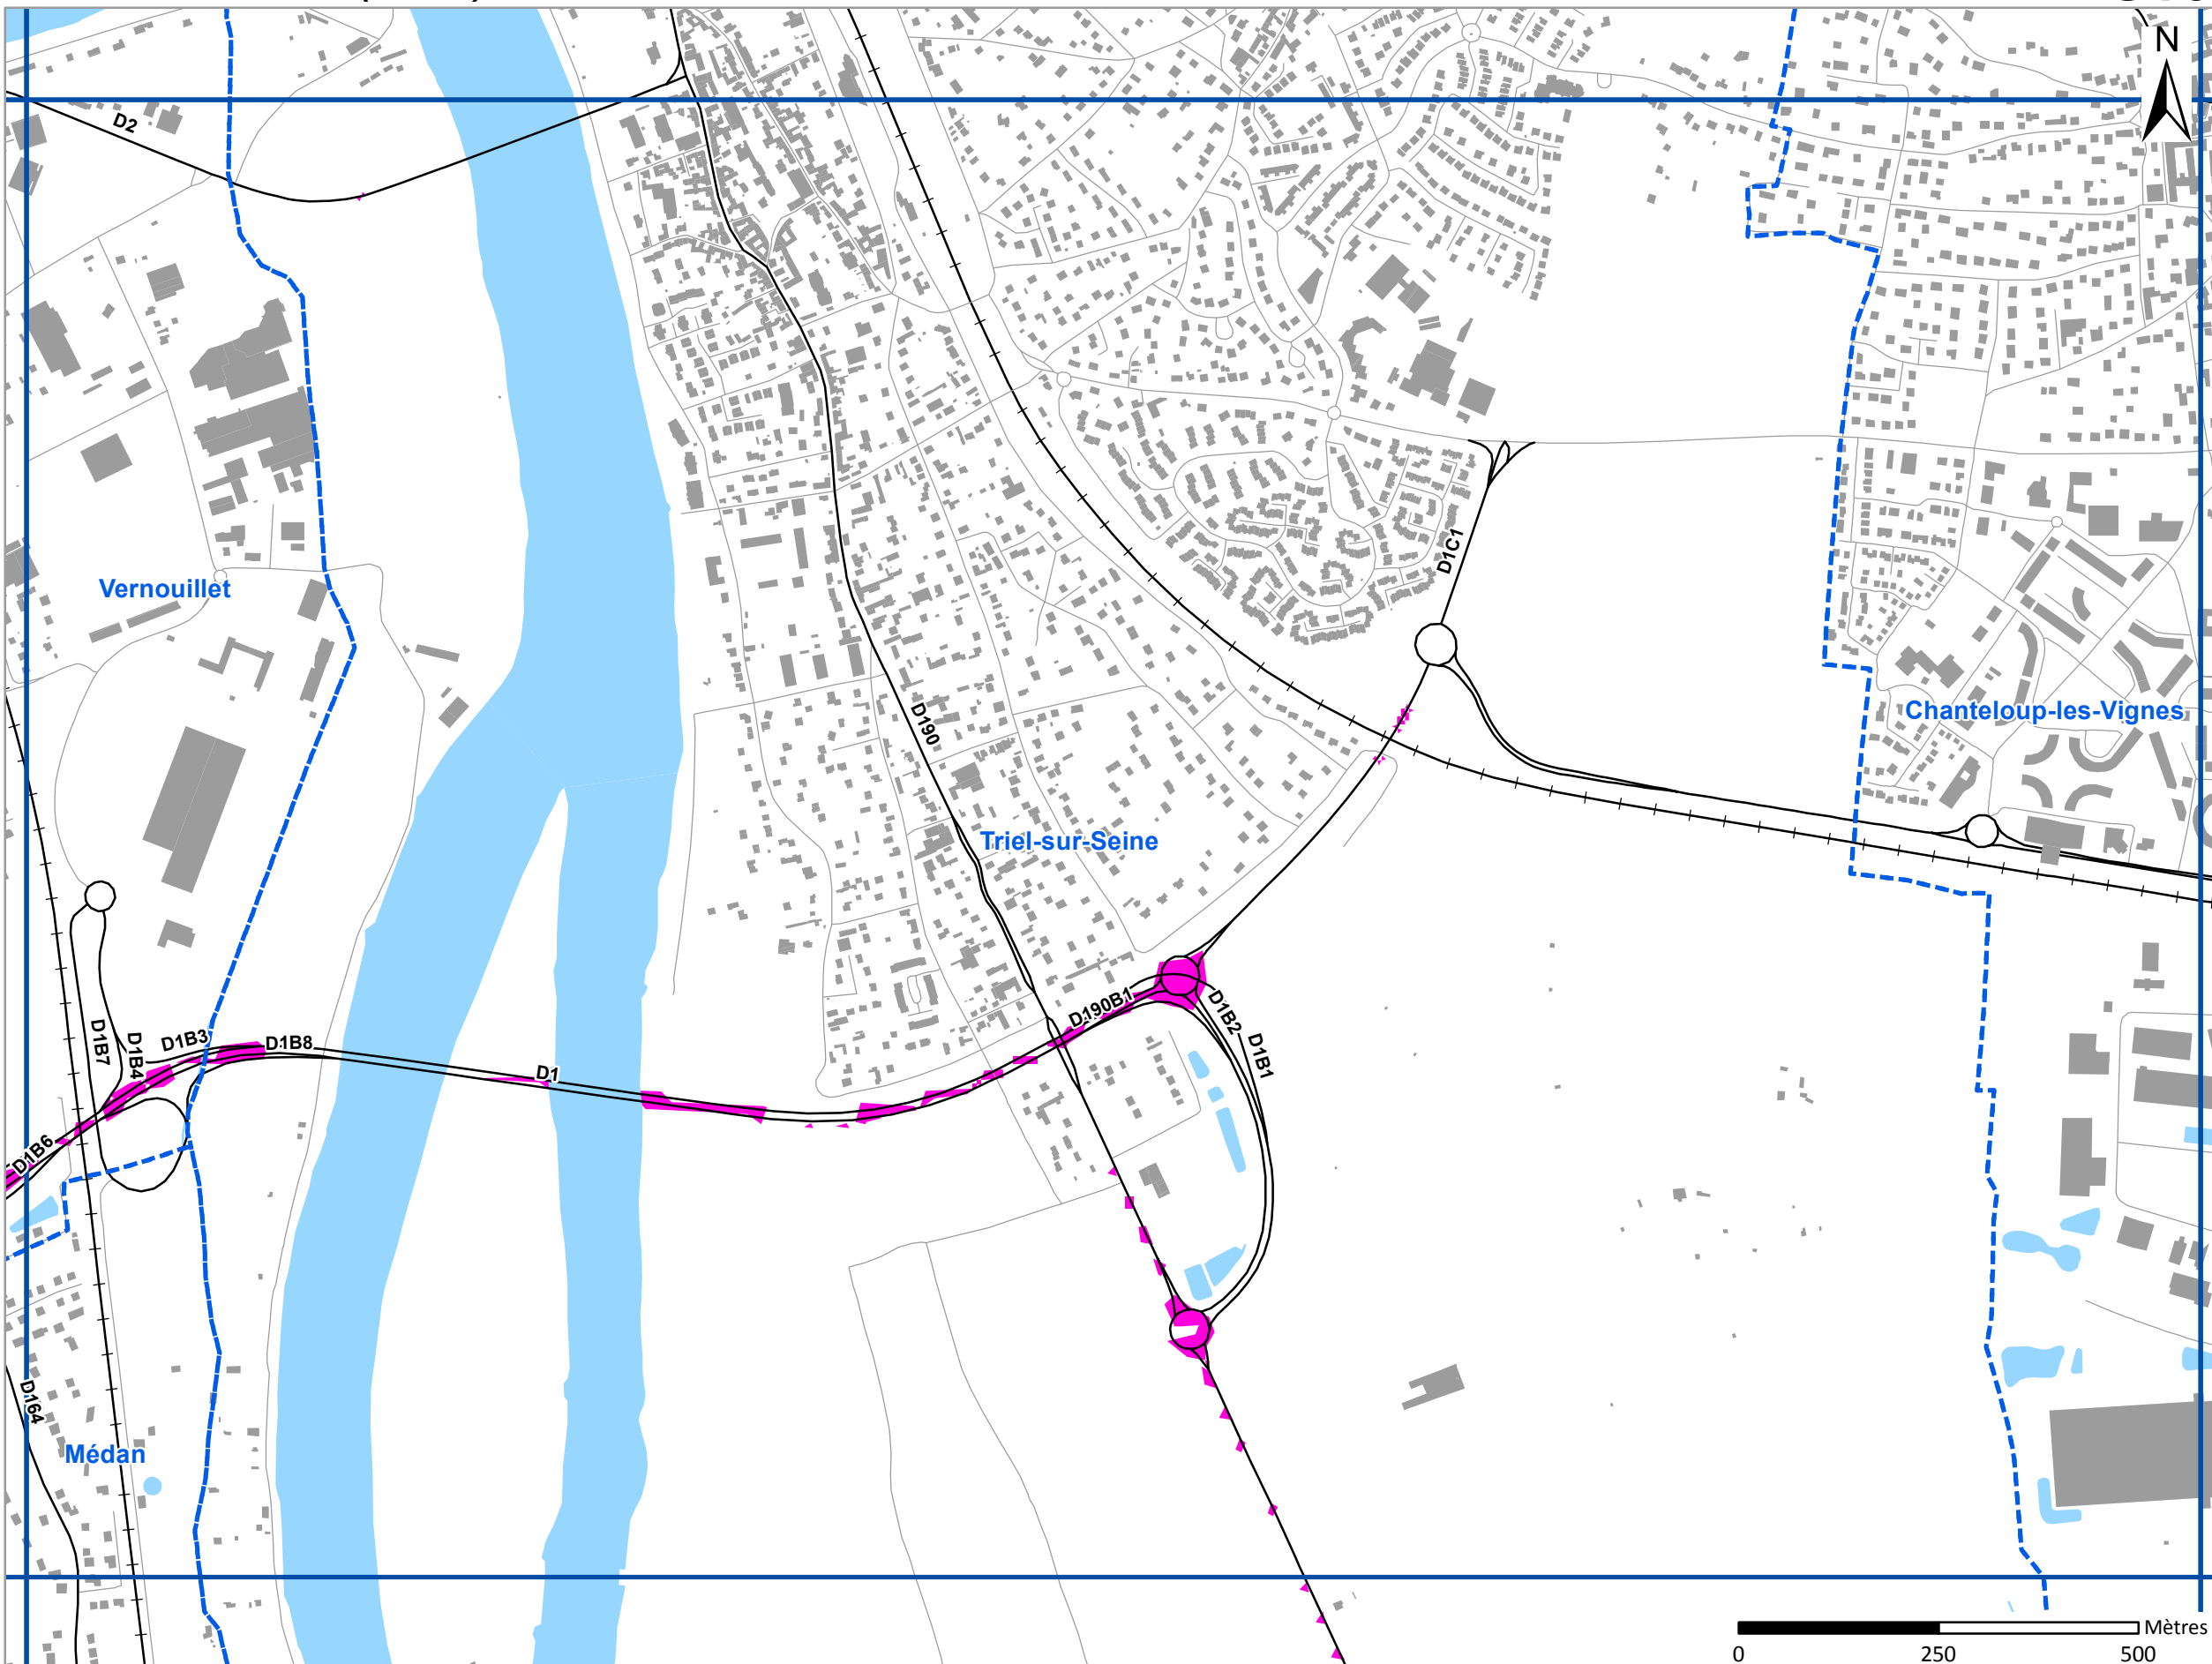 N
D2
D1C1
Vernouillet
Chanteloup-les-Vignes
D190
Triel-sur-Seine
D190B1
D1B2
D1B1
D1B7
D1B4
D1B3
D1B8
D1
D1B6
D164
Médan
Mètres
0 250 500